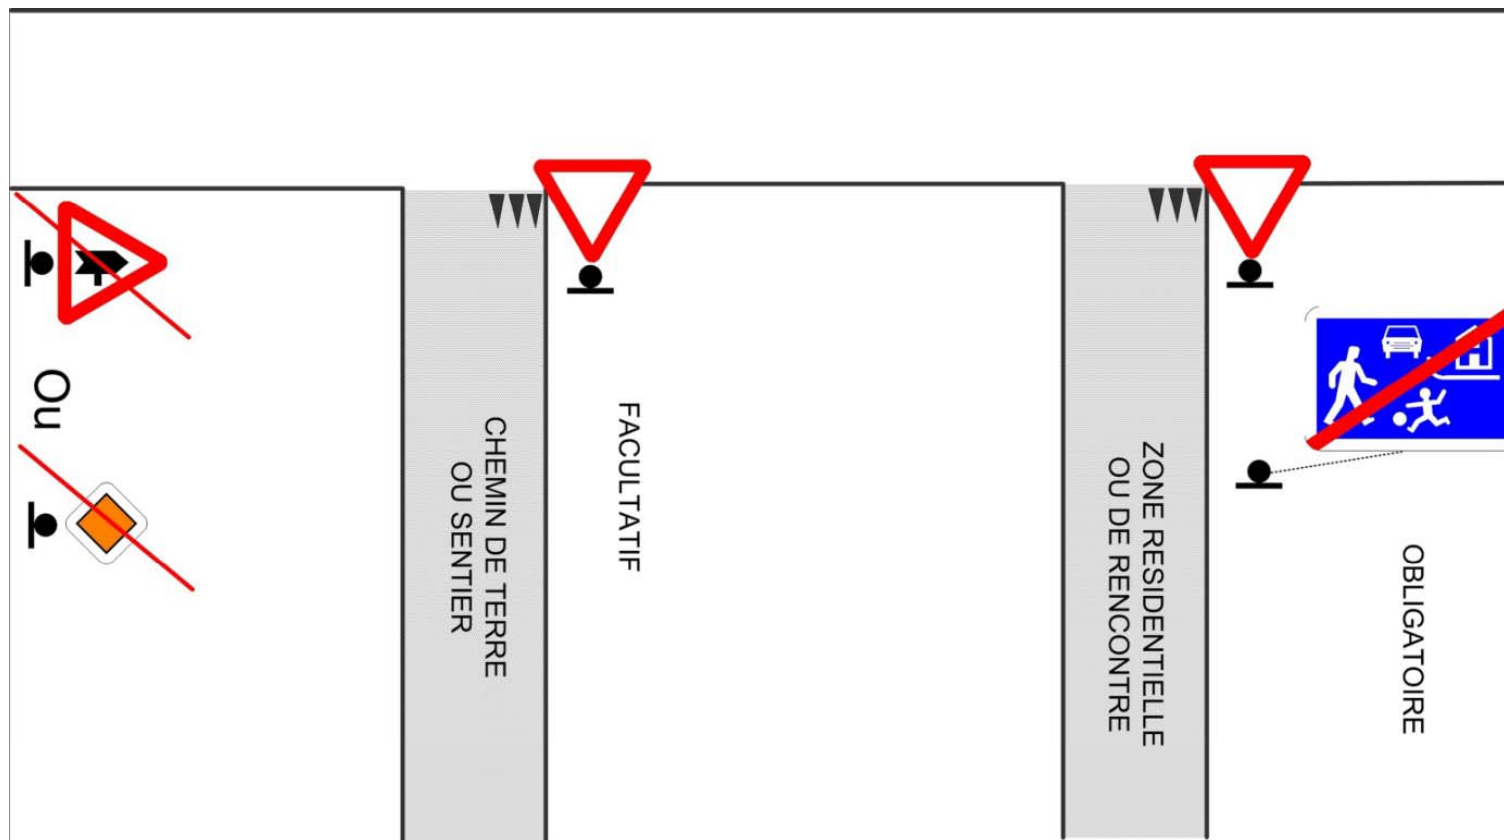 Ou
CHEMIN DE TERRE
OU SENTIER
FACULTATIF
ZONE RESIDENTIELLE
OU DE RENCONTRE
OBLIGATOIRE